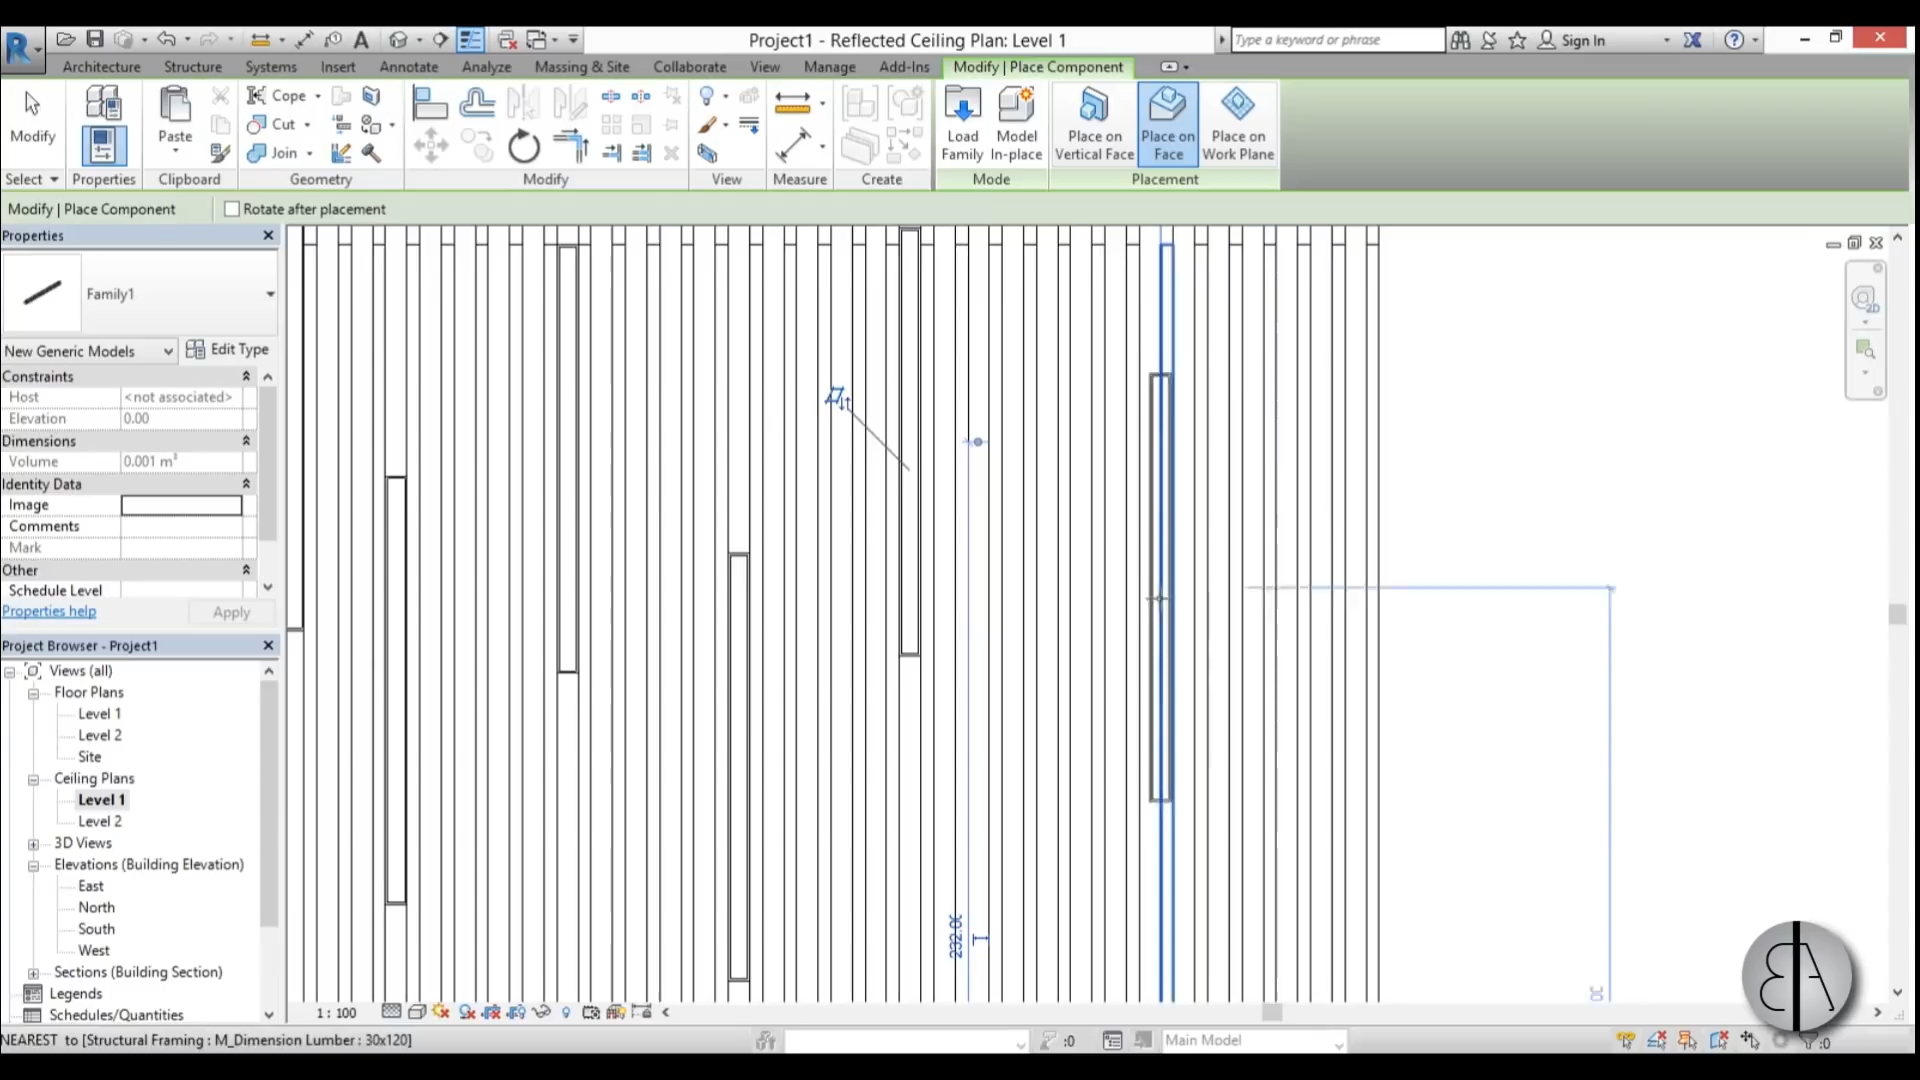 Project1 - Reflected Ceiling Plan: Level 1
Type a keyword or phrase
Sign In
Architecture Structure Systems Insert Annotate Analyze Massing & Site Collaborate View Manage Add-Ins Modify | Place Component
Modify
Paste
Cope
Cut
Join
Load Family
Model In-place
Place on Vertical Face
Place on Face
Place on Work Plane
Select Properties Clipboard Geometry Modify View Measure Create Mode Placement
Modify | Place Component
Rotate after placement
Properties
Family1
New Generic Models
Edit Type
Constraints
Host <not associated>
Elevation 0.00
Dimensions
Volume 0.001 m³
Identity Data
Image
Comments
Mark
Other
Schedule Level
Properties help
Apply
Project Browser - Project1
Views (all)
Floor Plans
Level 1
Level 2
Site
Ceiling Plans
Level 1
Level 2
3D Views
Elevations (Building Elevation)
East
North
South
West
Sections (Building Section)
Legends
Schedules/Quantities
2D
1 : 100
NEAREST to [Structural Framing : M_Dimension Lumber : 30x120]
:0
Main Model
:0